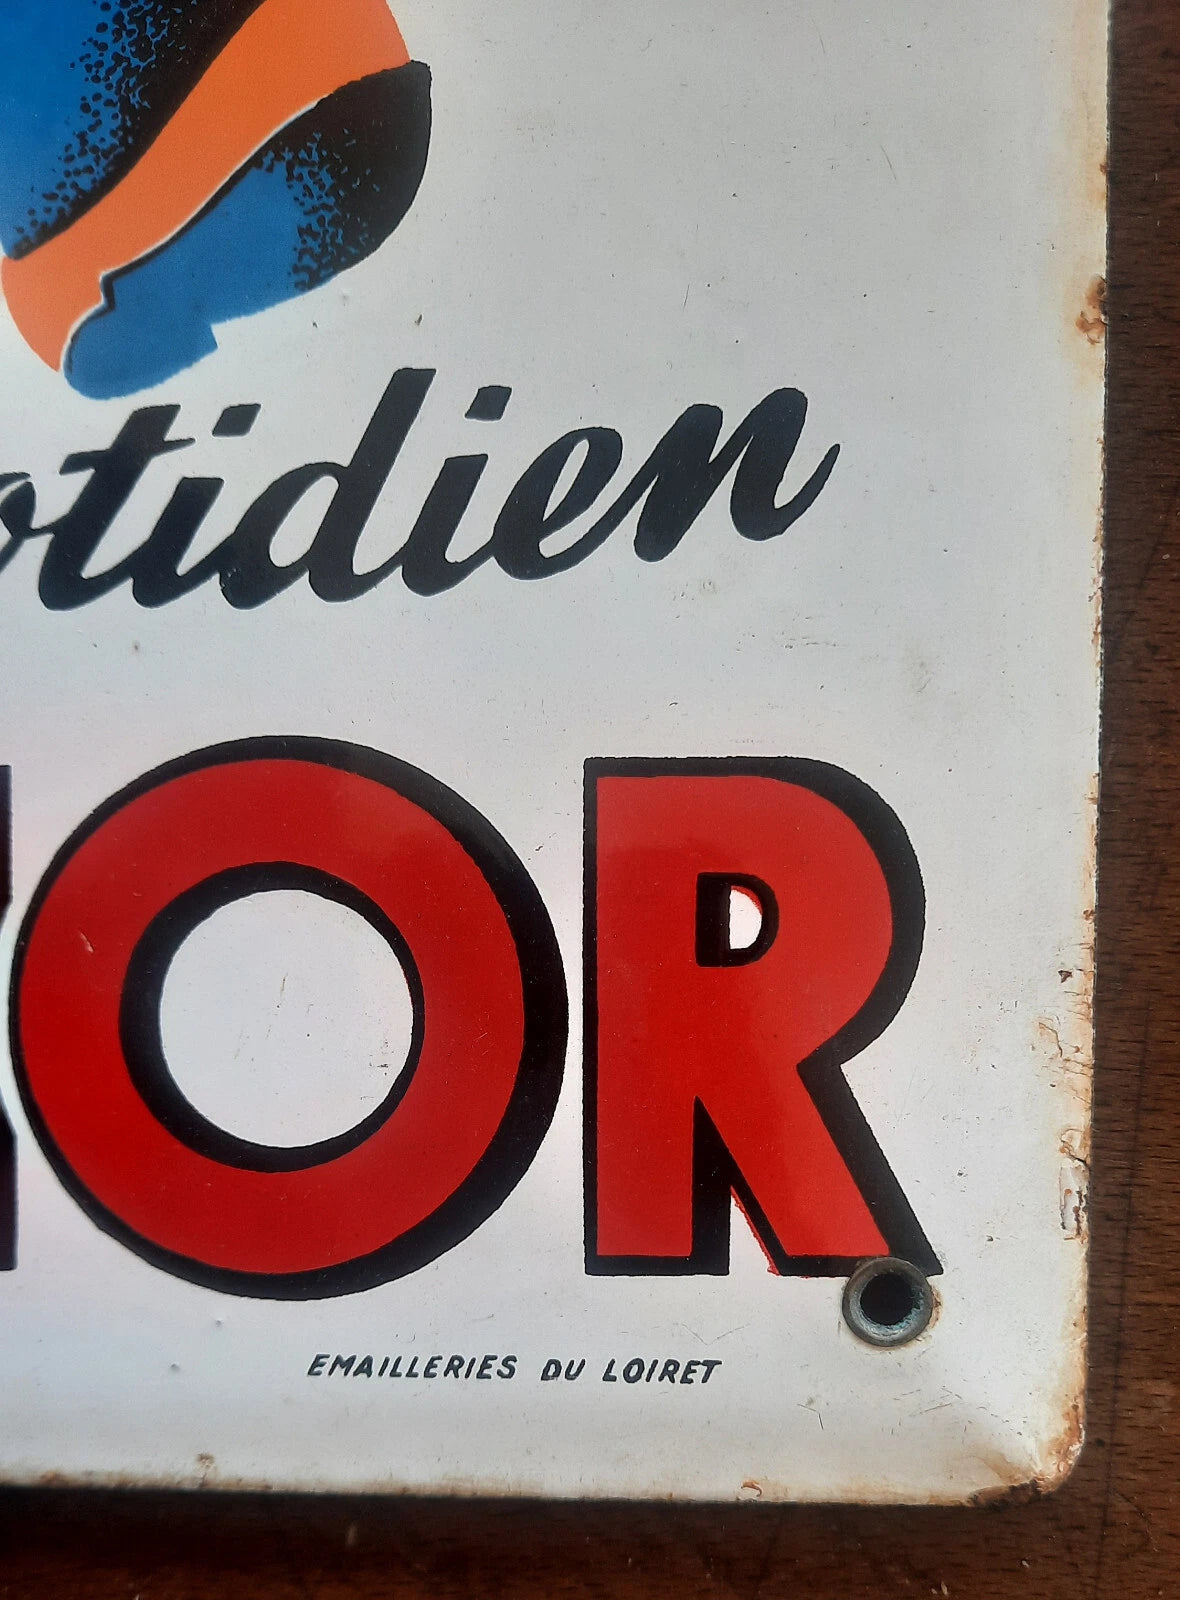 otidien
OR
EMAILLERIES DU LOIRET